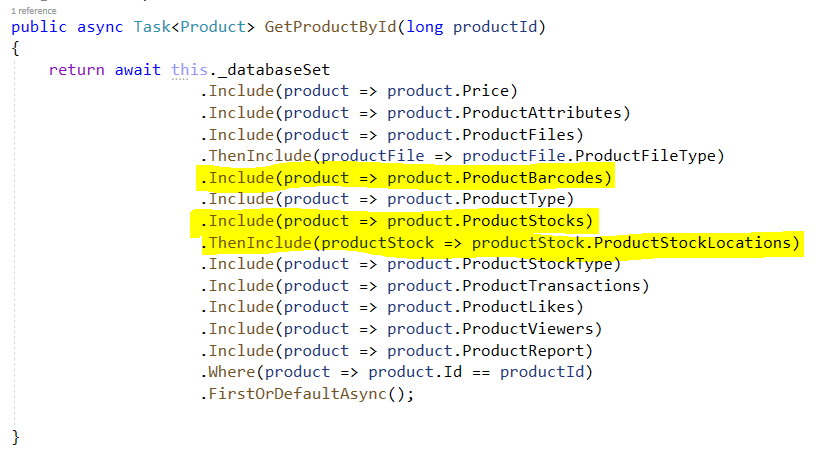 1 reference
public async Task<Product> GetProductById(long productId)
{
return await this._databaseSet
.Include(product => product.Price)
.Include(product => product.ProductAttributes)
.Include(product => product.ProductFiles)
.ThenInclude(productFile => productFile.ProductFileType)
.Include(product => product.ProductBarcodes)
.Include(product => product.ProductType)
.Include(product => product.ProductStocks)
.ThenInclude(productStock => productStock.ProductStockLocations)
.Include(product => product.ProductStockType)
.Include(product => product.ProductTransactions)
.Include(product => product.ProductLikes)
.Include(product => product.ProductViewers)
.Include(product => product.ProductReport)
.Where(product => product.Id == productId)
.FirstOrDefaultAsync();
}